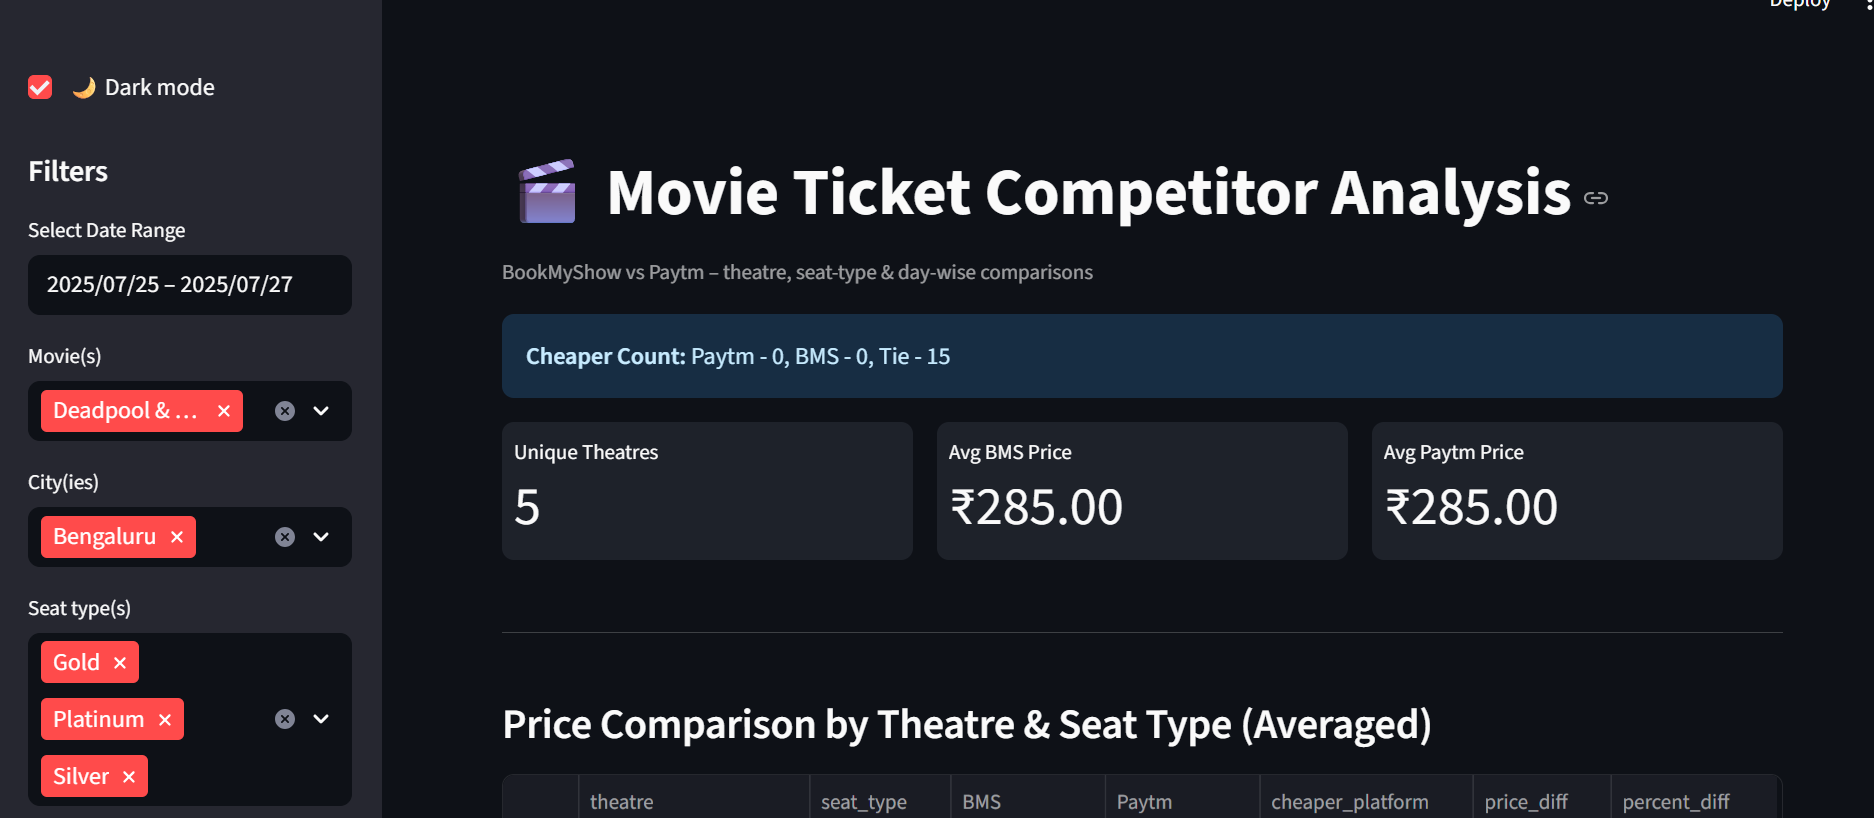 Deploy
Dark mode
Filters
Select Date Range
2025/07/25 – 2025/07/27
Movie(s)
Deadpool & ...
City(ies)
Bengaluru
Seat type(s)
Gold
Platinum
Silver
Movie Ticket Competitor Analysis
BookMyShow vs Paytm – theatre, seat-type & day-wise comparisons
Cheaper Count: Paytm - 0, BMS - 0, Tie - 15
Unique Theatres
5
Avg BMS Price
₹285.00
Avg Paytm Price
₹285.00
Price Comparison by Theatre & Seat Type (Averaged)
theatre seat_type BMS Paytm cheaper_platform price_diff percent_diff